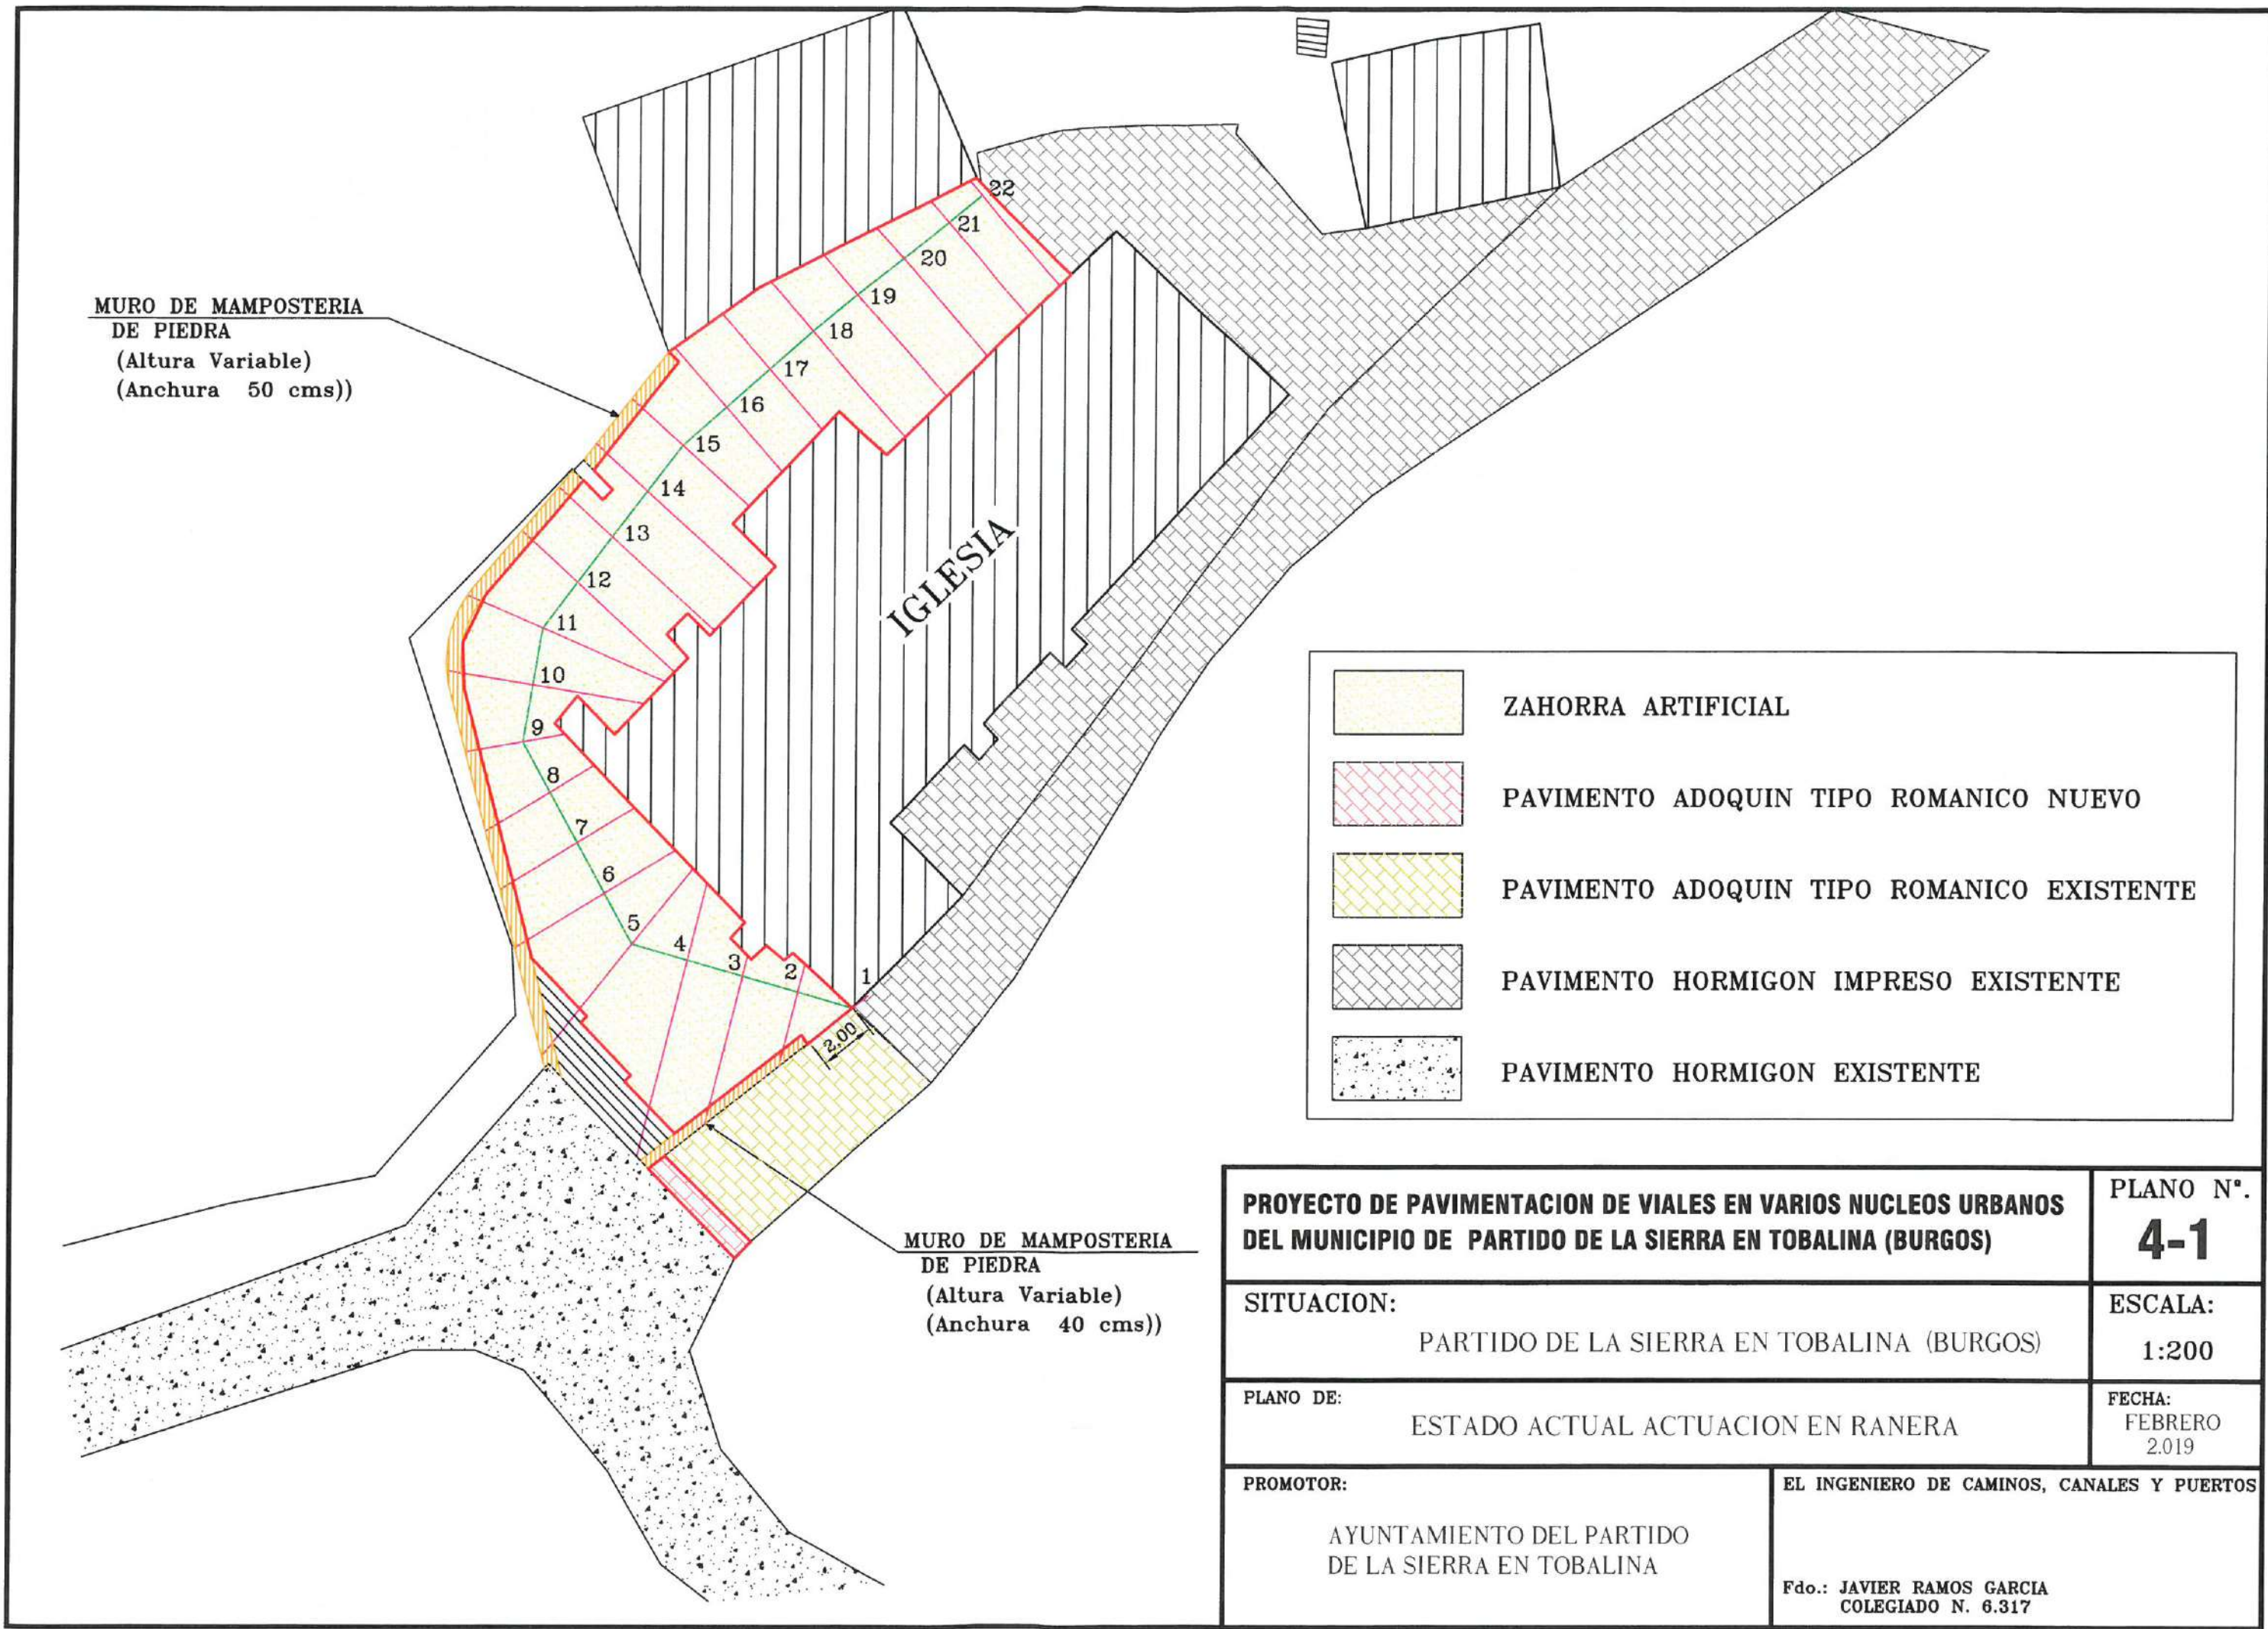 MURO DE MAMPOSTERIA
DE PIEDRA
(Altura Variable)
(Anchura 50 cms))
22
21
20
19
18
17
16
15
14
13
12
11
10
9
8
7
6
5
4
3
2
1
IGLESIA
2,00
MURO DE MAMPOSTERIA
DE PIEDRA
(Altura Variable)
(Anchura 40 cms))
ZAHORRA ARTIFICIAL
PAVIMENTO ADOQUIN TIPO ROMANICO NUEVO
PAVIMENTO ADOQUIN TIPO ROMANICO EXISTENTE
PAVIMENTO HORMIGON IMPRESO EXISTENTE
PAVIMENTO HORMIGON EXISTENTE
PROYECTO DE PAVIMENTACION DE VIALES EN VARIOS NUCLEOS URBANOS
DEL MUNICIPIO DE PARTIDO DE LA SIERRA EN TOBALINA (BURGOS)
PLANO Nº.
4-1
SITUACION:
PARTIDO DE LA SIERRA EN TOBALINA (BURGOS)
ESCALA:
1:200
PLANO DE:
ESTADO ACTUAL ACTUACION EN RANERA
FECHA:
FEBRERO
2.019
PROMOTOR:
AYUNTAMIENTO DEL PARTIDO
DE LA SIERRA EN TOBALINA
EL INGENIERO DE CAMINOS, CANALES Y PUERTOS
Fdo.: JAVIER RAMOS GARCIA
COLEGIADO N. 6.317